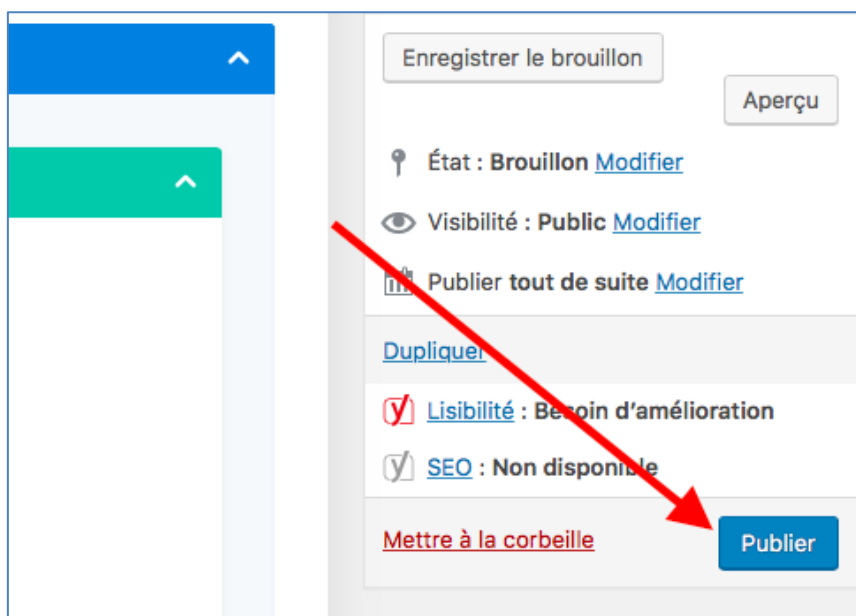 Enregistrer le brouillon
Aperçu
État : Brouillon Modifier
Visibilité : Public Modifier
Publier tout de suite Modifier
Dupliquer
Lisibilité : Besoin d’amélioration
SEO : Non disponible
Mettre à la corbeille
Publier